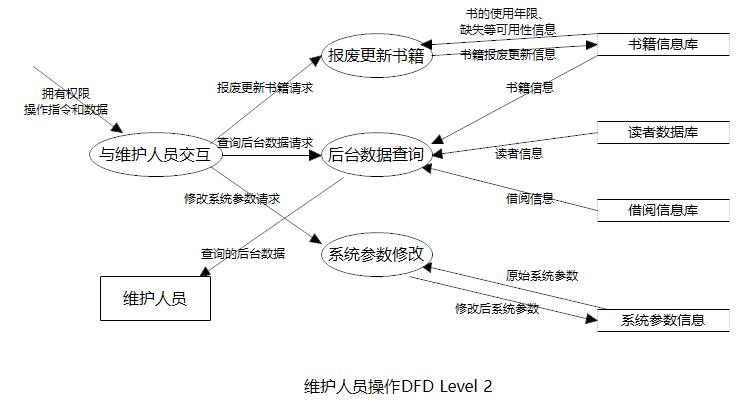 书的使用年限、
缺失等可用性信息
报废更新书籍
书籍信息库
书籍报废更新信息
拥有权限
操作指令和数据
报废更新书籍请求
书籍信息
与维护人员交互
查询后台数据请求
后台数据查询
读者信息
读者数据库
修改系统参数请求
借阅信息
借阅信息库
查询的后台数据
系统参数修改
原始系统参数
维护人员
修改后系统参数
系统参数信息
维护人员操作DFD Level 2